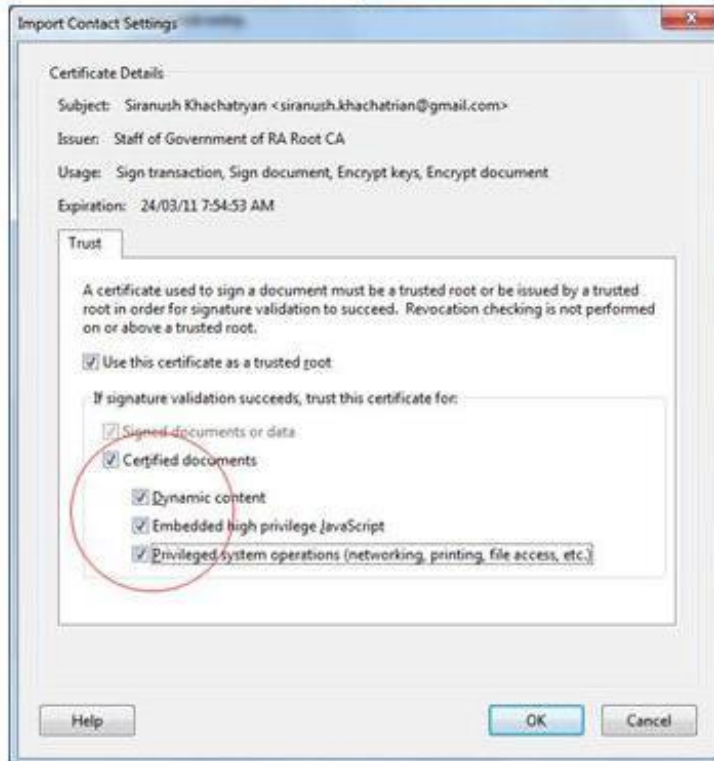 Import Contact Settings
Certificate Details
Subject: Siranush Khachatryan <siranush.khachatrian@gmail.com>
Issuer: Staff of Government of RA Root CA
Usage: Sign transaction, Sign document, Encrypt keys, Encrypt document
Expiration: 24/03/11 7:54:53 AM
Trust
A certificate used to sign a document must be a trusted root or be issued by a trusted
root in order for signature validation to succeed. Revocation checking is not performed
on or above a trusted root.
Use this certificate as a trusted root
If signature validation succeeds, trust this certificate for:
Signed documents or data
Certified documents
Dynamic content
Embedded high privilege JavaScript
Privileged system operations (networking, printing, file access, etc.)
Help
OK
Cancel